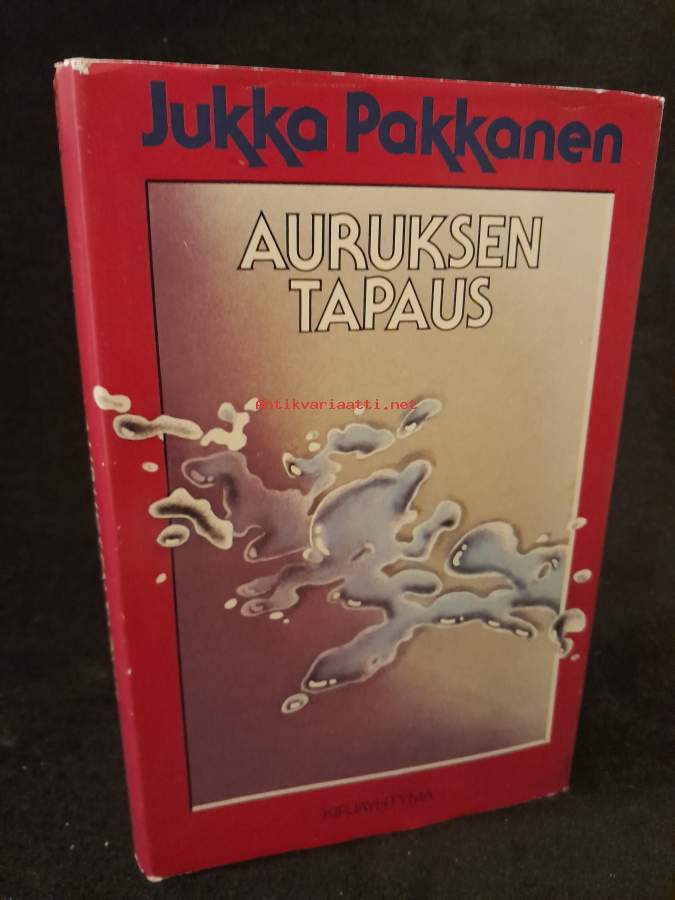 Jukka Pakkanen
AURUKSEN
TAPAUS
antikvariaatti.net
KIRJAYHTYMÄ